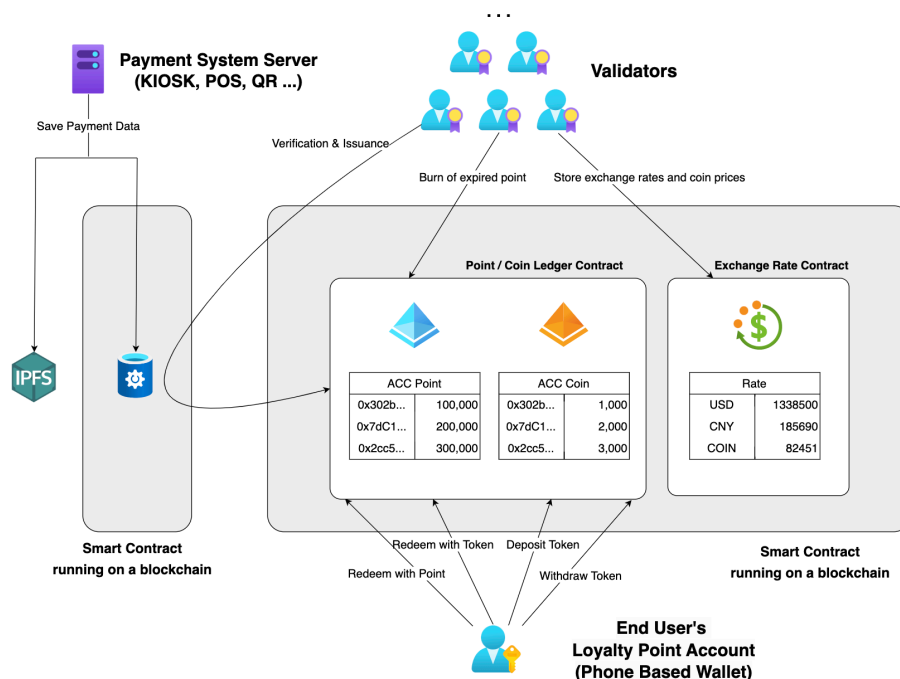 ...
Payment System Server
(KIOSK, POS, QR ...)
Validators
Save Payment Data
Verification & Issuance
Burn of expired point
Store exchange rates and coin prices
Point / Coin Ledger Contract
Exchange Rate Contract
IPFS
ACC Point
0x302b... 100,000
0x7dC1... 200,000
0x2cc5... 300,000
ACC Coin
0x302b... 1,000
0x7dC1... 2,000
0x2cc5... 3,000
$
Rate
USD 1338500
CNY 185690
COIN 82451
Smart Contract
running on a blockchain
Redeem with Token
Deposit Token
Redeem with Point
Withdraw Token
Smart Contract
running on a blockchain
End User's
Loyalty Point Account
(Phone Based Wallet)